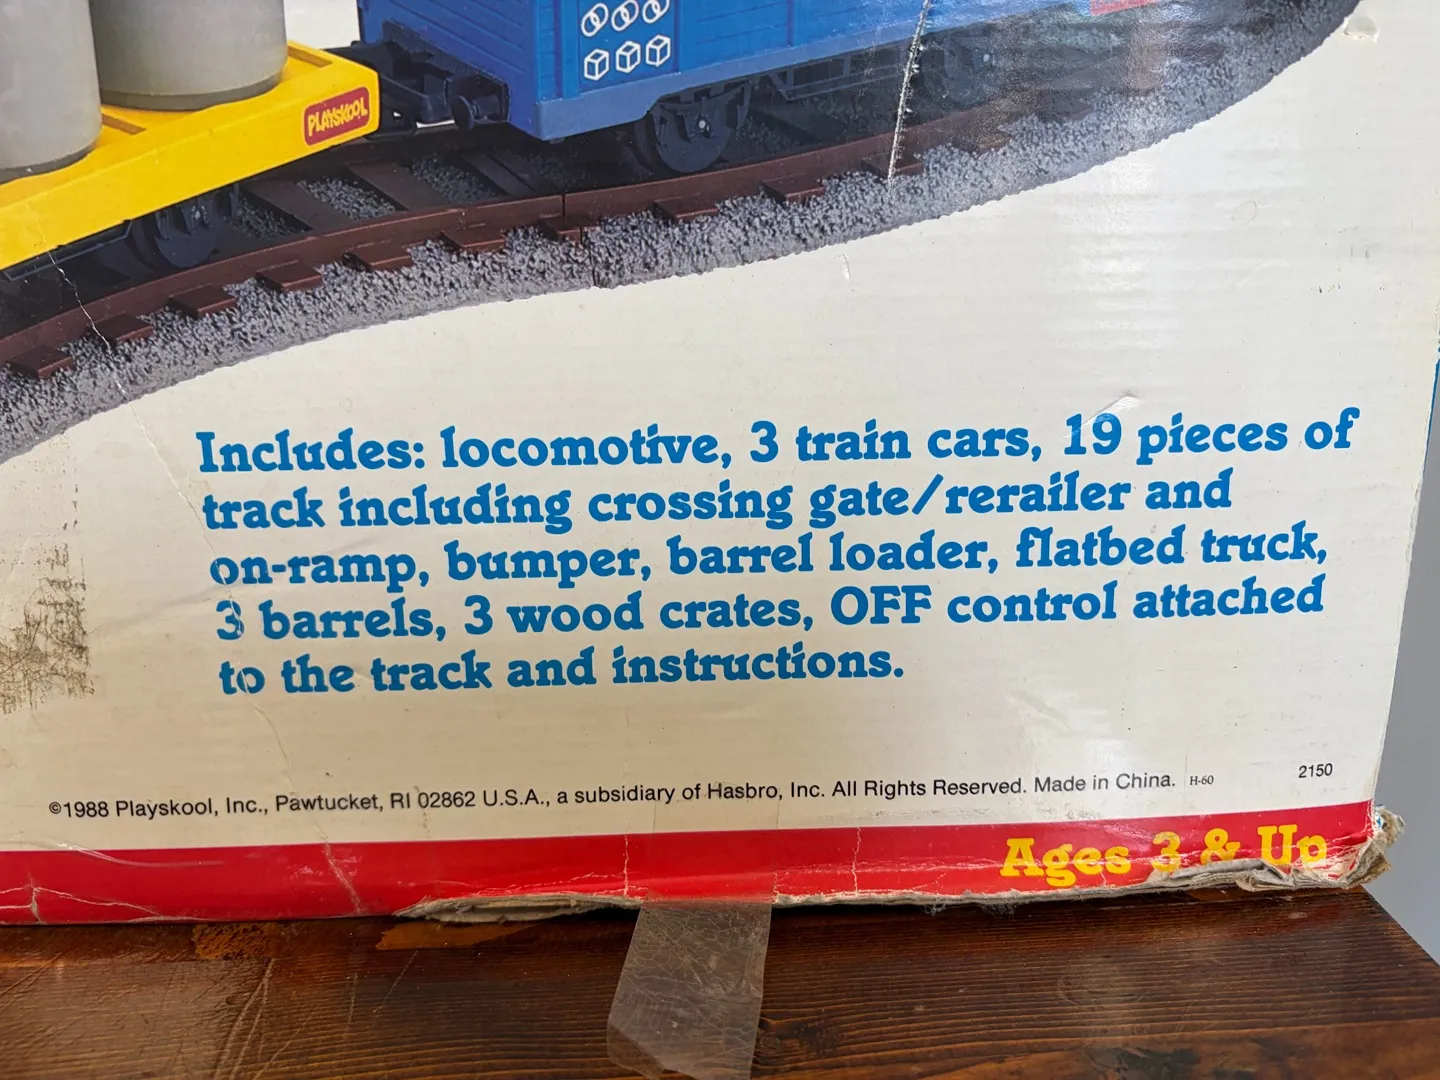 PLAYSKOOL
Includes: locomotive, 3 train cars, 19 pieces of
track including crossing gate/rerailer and
on-ramp, bumper, barrel loader, flatbed truck,
3 barrels, 3 wood crates, OFF control attached
to the track and instructions.
©1988 Playskool, Inc., Pawtucket, RI 02862 U.S.A., a subsidiary of Hasbro, Inc. All Rights Reserved. Made in China. H-60 2150
Ages 3 & Up